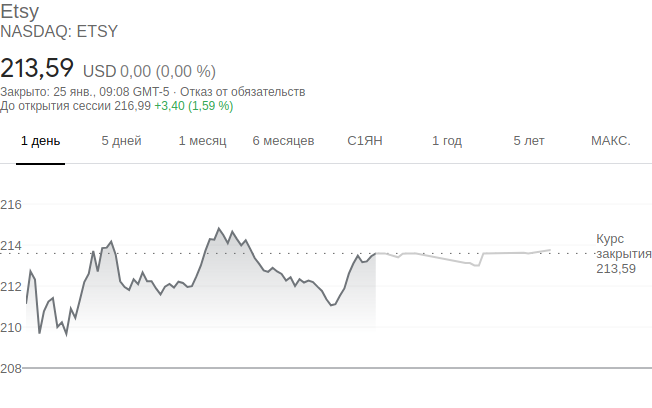 Etsy
NASDAQ: ETSY
213,59 USD 0,00 (0,00 %)
Закрыто: 25 янв., 09:08 GMT-5 · Отказ от обязательств
До открытия сессии 216,99 +3,40 (1,59 %)
1 день 5 дней 1 месяц 6 месяцев С1ЯН 1 год 5 лет МАКС.
216
214
212
210
208
Курс
закрытия
213,59